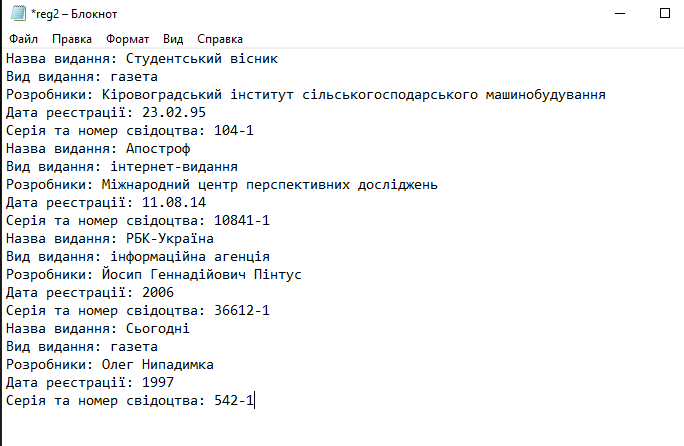 *reg2 – Блокнот
Файл Правка Формат Вид Справка
Назва видання: Студентський вісник
Вид видання: газета
Розробники: Кіровоградський інститут сільськогосподарського машинобудування
Дата реєстрації: 23.02.95
Серія та номер свідоцтва: 104-1
Назва видання: Апостроф
Вид видання: інтернет-видання
Розробники: Міжнародний центр перспективних досліджень
Дата реєстрації: 11.08.14
Серія та номер свідоцтва: 10841-1
Назва видання: РБК-Україна
Вид видання: інформаційна агенція
Розробники: Йосип Геннадійович Пінтус
Дата реєстрації: 2006
Серія та номер свідоцтва: 36612-1
Назва видання: Сьогодні
Вид видання: газета
Розробники: Олег Нипадимка
Дата реєстрації: 1997
Серія та номер свідоцтва: 542-1